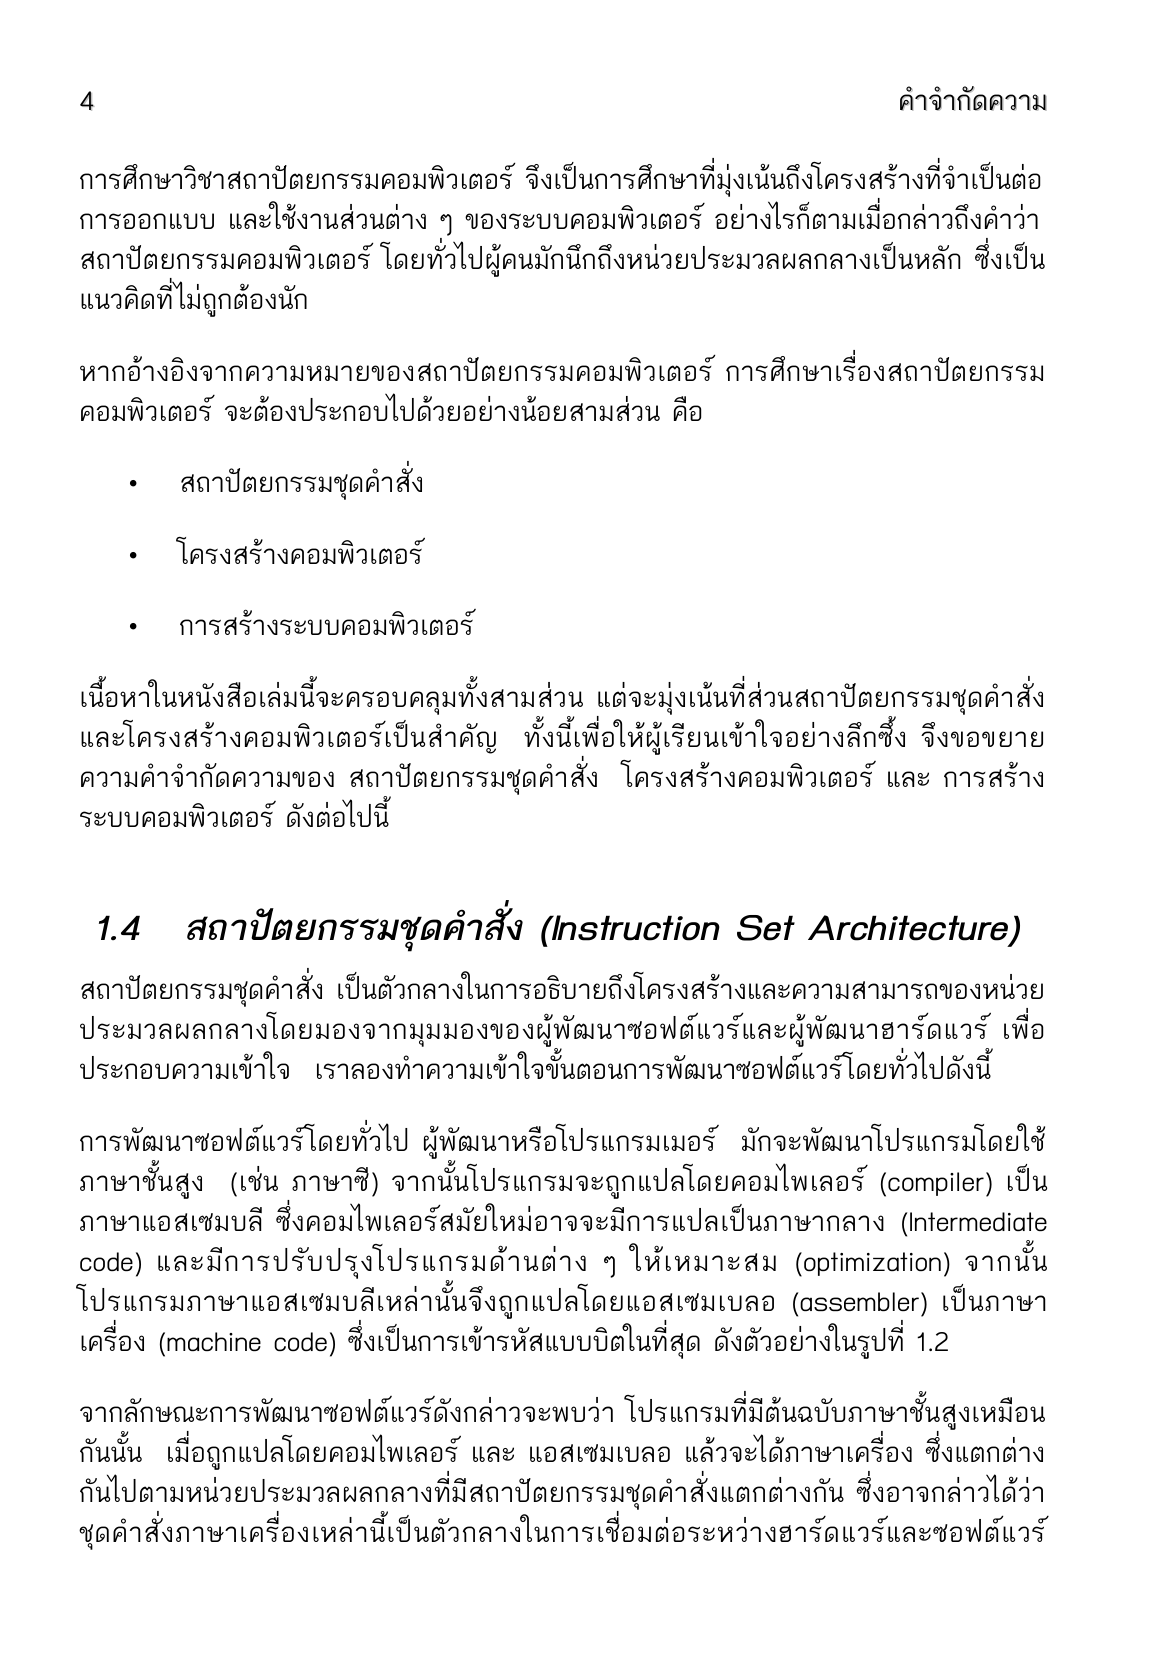 4 คำจำกัดความ
การศึกษาวิชาสถาปัตยกรรมคอมพิวเตอร์ จึงเป็นการศึกษาที่มุ่งเน้นถึงโครงสร้างที่จำเป็นต่อ
การออกแบบ และใช้งานส่วนต่าง ๆ ของระบบคอมพิวเตอร์ อย่างไรก็ตามเมื่อกล่าวถึงคำว่า
สถาปัตยกรรมคอมพิวเตอร์ โดยทั่วไปผู้คนมักนึกถึงหน่วยประมวลผลกลางเป็นหลัก ซึ่งเป็น
แนวคิดที่ไม่ถูกต้องนัก
หากอ้างอิงจากความหมายของสถาปัตยกรรมคอมพิวเตอร์ การศึกษาเรื่องสถาปัตยกรรม
คอมพิวเตอร์ จะต้องประกอบไปด้วยอย่างน้อยสามส่วน คือ
• สถาปัตยกรรมชุดคำสั่ง
• โครงสร้างคอมพิวเตอร์
• การสร้างระบบคอมพิวเตอร์
เนื้อหาในหนังสือเล่มนี้จะครอบคลุมทั้งสามส่วน แต่จะมุ่งเน้นที่ส่วนสถาปัตยกรรมชุดคำสั่ง
และโครงสร้างคอมพิวเตอร์เป็นสำคัญ ทั้งนี้เพื่อให้ผู้เรียนเข้าใจอย่างลึกซึ้ง จึงขอขยาย
ความคำจำกัดความของ สถาปัตยกรรมชุดคำสั่ง โครงสร้างคอมพิวเตอร์ และ การสร้าง
ระบบคอมพิวเตอร์ ดังต่อไปนี้
1.4 สถาปัตยกรรมชุดคำสั่ง (Instruction Set Architecture)
สถาปัตยกรรมชุดคำสั่ง เป็นตัวกลางในการอธิบายถึงโครงสร้างและความสามารถของหน่วย
ประมวลผลกลางโดยมองจากมุมมองของผู้พัฒนาซอฟต์แวร์และผู้พัฒนาฮาร์ดแวร์ เพื่อ
ประกอบความเข้าใจ เราลองทำความเข้าใจขั้นตอนการพัฒนาซอฟต์แวร์โดยทั่วไปดังนี้
การพัฒนาซอฟต์แวร์โดยทั่วไป ผู้พัฒนาหรือโปรแกรมเมอร์ มักจะพัฒนาโปรแกรมโดยใช้
ภาษาชั้นสูง (เช่น ภาษาซี) จากนั้นโปรแกรมจะถูกแปลโดยคอมไพเลอร์ (compiler) เป็น
ภาษาแอสเซมบลี ซึ่งคอมไพเลอร์สมัยใหม่อาจจะมีการแปลเป็นภาษากลาง (Intermediate
code) และมีการปรับปรุงโปรแกรมด้านต่าง ๆ ให้เหมาะสม (optimization) จากนั้น
โปรแกรมภาษาแอสเซมบลีเหล่านั้นจึงถูกแปลโดยแอสเซมเบลอ (assembler) เป็นภาษา
เครื่อง (machine code) ซึ่งเป็นการเข้ารหัสแบบบิตในที่สุด ดังตัวอย่างในรูปที่ 1.2
จากลักษณะการพัฒนาซอฟต์แวร์ดังกล่าวจะพบว่า โปรแกรมที่มีต้นฉบับภาษาชั้นสูงเหมือน
กันนั้น เมื่อถูกแปลโดยคอมไพเลอร์ และ แอสเซมเบลอ แล้วจะได้ภาษาเครื่อง ซึ่งแตกต่าง
กันไปตามหน่วยประมวลผลกลางที่มีสถาปัตยกรรมชุดคำสั่งแตกต่างกัน ซึ่งอาจกล่าวได้ว่า
ชุดคำสั่งภาษาเครื่องเหล่านี้เป็นตัวกลางในการเชื่อมต่อระหว่างฮาร์ดแวร์และซอฟต์แวร์